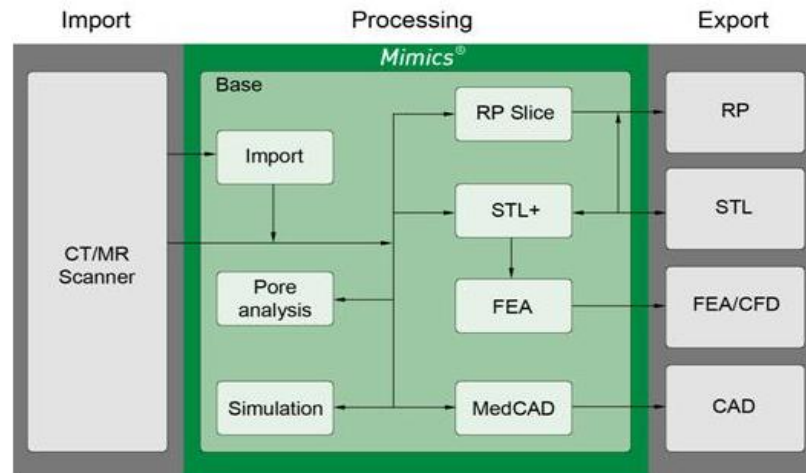 Import
Processing
Export
Mimics®
Base
CT/MR
Scanner
Import
Pore
analysis
Simulation
RP Slice
STL+
FEA
MedCAD
RP
STL
FEA/CFD
CAD